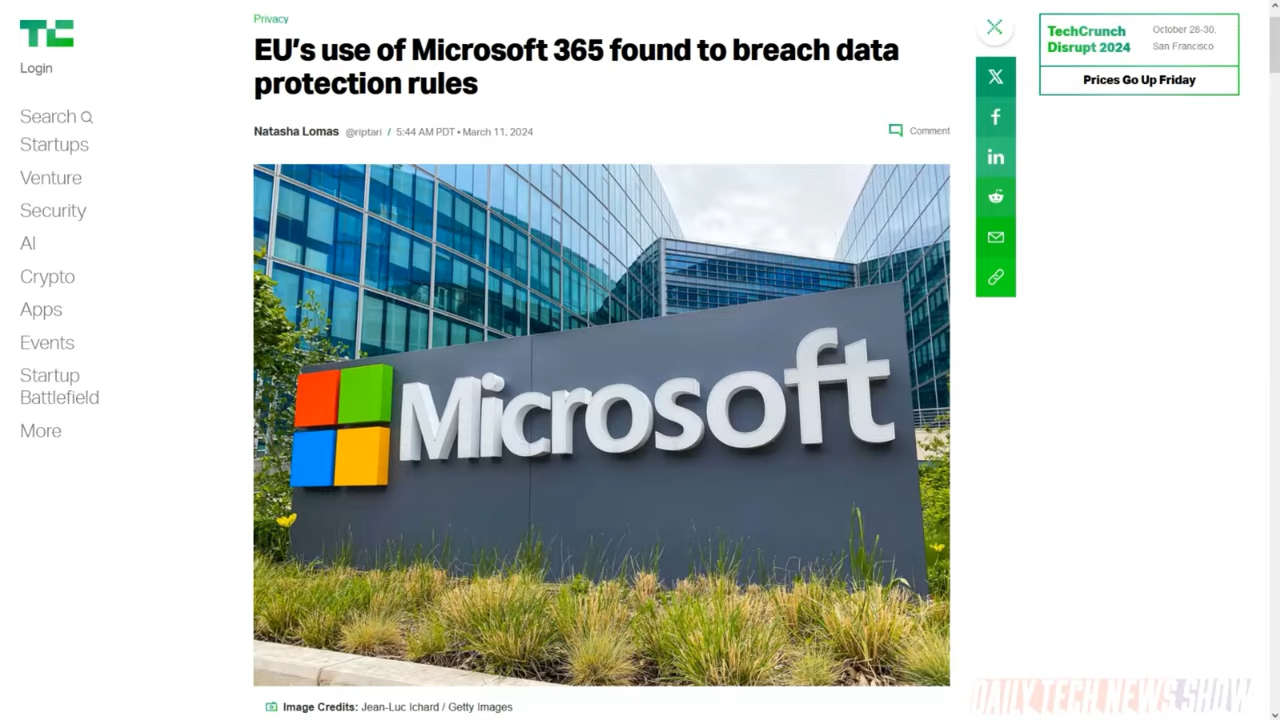 TC
Login
Search
Startups
Venture
Security
AI
Crypto
Apps
Events
Startup
Battlefield
More
Privacy
EU's use of Microsoft 365 found to breach data
protection rules
Natasha Lomas @riptari / 5:44 AM PDT • March 11, 2024
Comment
Microsoft
Image Credits: Jean-Luc Ichard / Getty Images
X
f
in
TechCrunch
Disrupt 2024
October 28-30,
San Francisco
Prices Go Up Friday
DAILY TECH NEWS SHOW